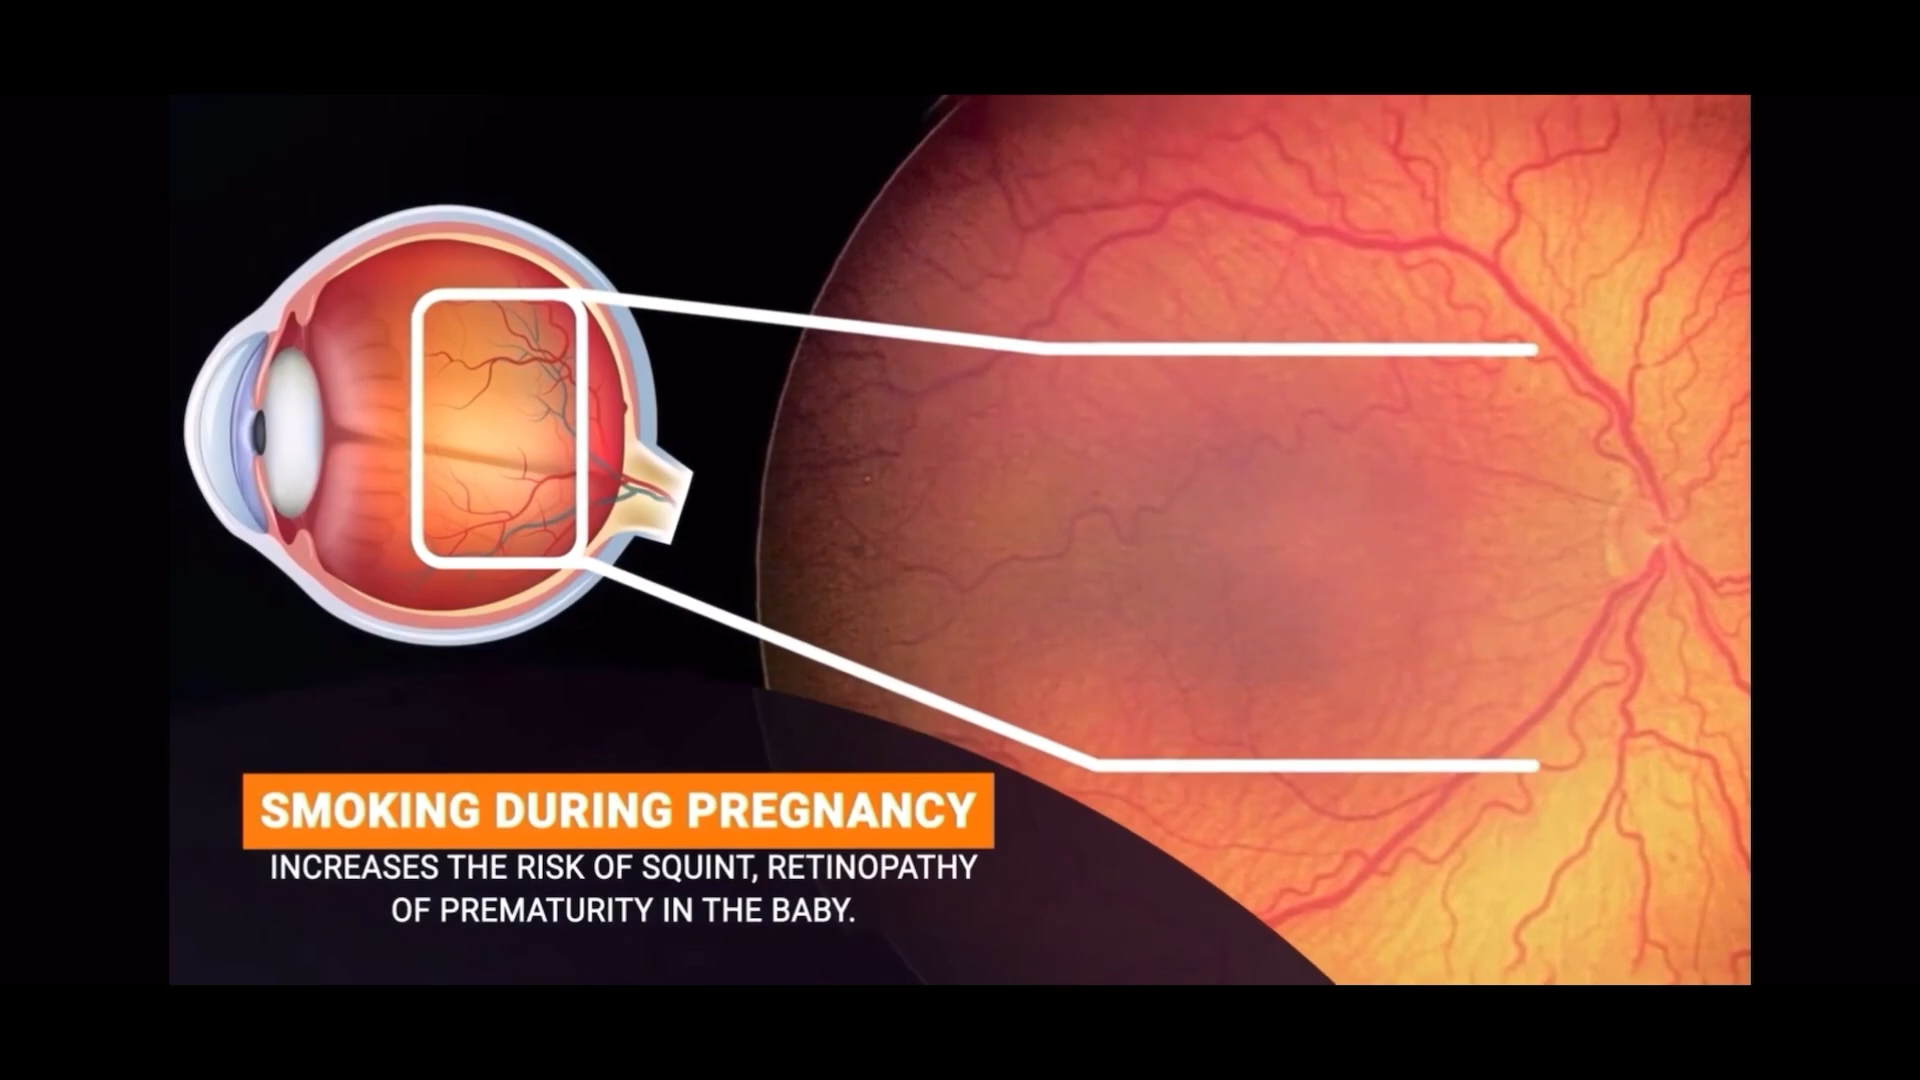 SMOKING DURING PREGNANCY
INCREASES THE RISK OF SQUINT, RETINOPATHY
OF PREMATURITY IN THE BABY.